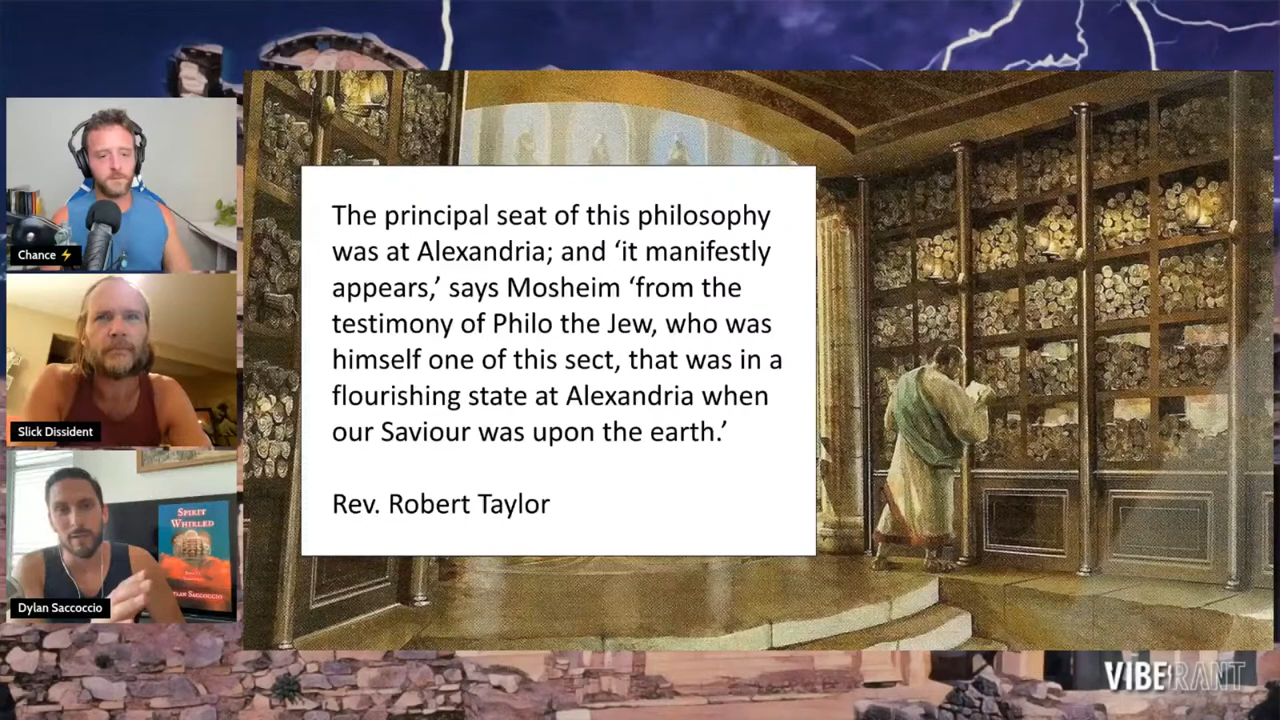 Chance
Slick Dissident
SPIRIT
WHIRLED
Dylan Saccoccio
The principal seat of this philosophy
was at Alexandria; and ‘it manifestly
appears,’ says Mosheim ‘from the
testimony of Philo the Jew, who was
himself one of this sect, that was in a
flourishing state at Alexandria when
our Saviour was upon the earth.’
Rev. Robert Taylor
VIBERANT